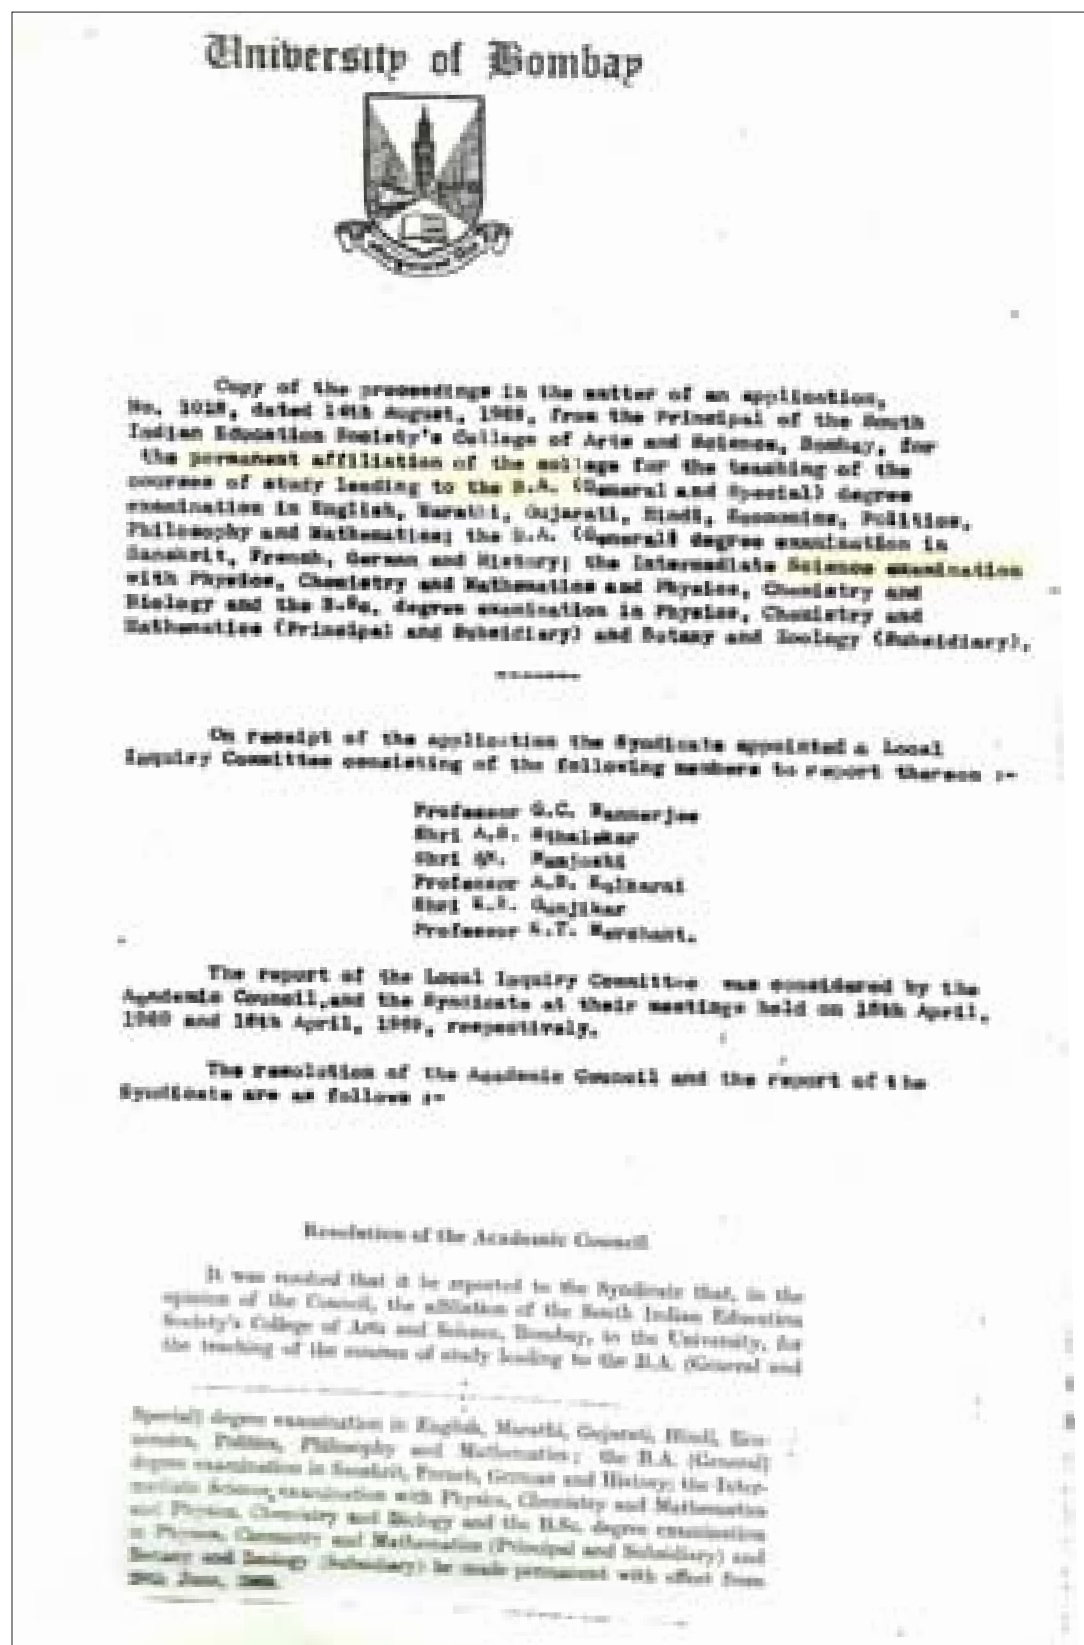 University of Bombay
Copy of the proceedings in the matter of an application,
No. dated 14th August, from the Principal of the South
Indian Education Society's College of Arts and Science, Bombay, for
the permanent affiliation of the college for the teaching of the
courses of study leading to the B.A. (General and Special) degree
examination in English, Marathi, Gujarati, Hindi, Economics, Politics,
Philosophy and Mathematics; the B.A. (General) degree examination in
Sanskrit, French, German and History; the Intermediate Science examination
with Physics, Chemistry and Mathematics and Physics, Chemistry and
Biology and the B.Sc. degree examination in Physics, Chemistry and
Mathematics (Principal and Subsidiary) and Botany and Zoology (Subsidiary).
On receipt of the application the Syndicate appointed a Local
Inquiry Committee consisting of the following members to report thereon :-
Professor G.C. Bannerjee
Shri
Shri
Professor A.B. Kulkarni
Shri Gunjikar
Professor K.T. Merchant.
The report of the Local Inquiry Committee was considered by the
Academic Council,and the Syndicate at their meetings held on April,
and April, respectively.
The resolution of the Academic Council and the report of the
Syndicate are as follows :-
Resolution of the Academic Council
It was resolved that it be reported to the Syndicate that, in the
opinion of the Council, the affiliation of the South Indian Education
Society's College of Arts and Science, Bombay, to the University, for
the teaching of the courses of study leading to the B.A. (General and
Special) degree examination in English, Marathi, Gujarati, Hindi, Eco-
nomics, Politics, Philosophy and Mathematics; the B.A. (General)
degree examination in Sanskrit, French, German and History; the Inter-
mediate Science, examination with Physics, Chemistry and Mathematics
and Physics, Chemistry and Biology and the B.Sc. degree examination
in Physics, Chemistry and Mathematics (Principal and Subsidiary) and
Botany and Zoology (Subsidiary) be made permanent with effect from
June,